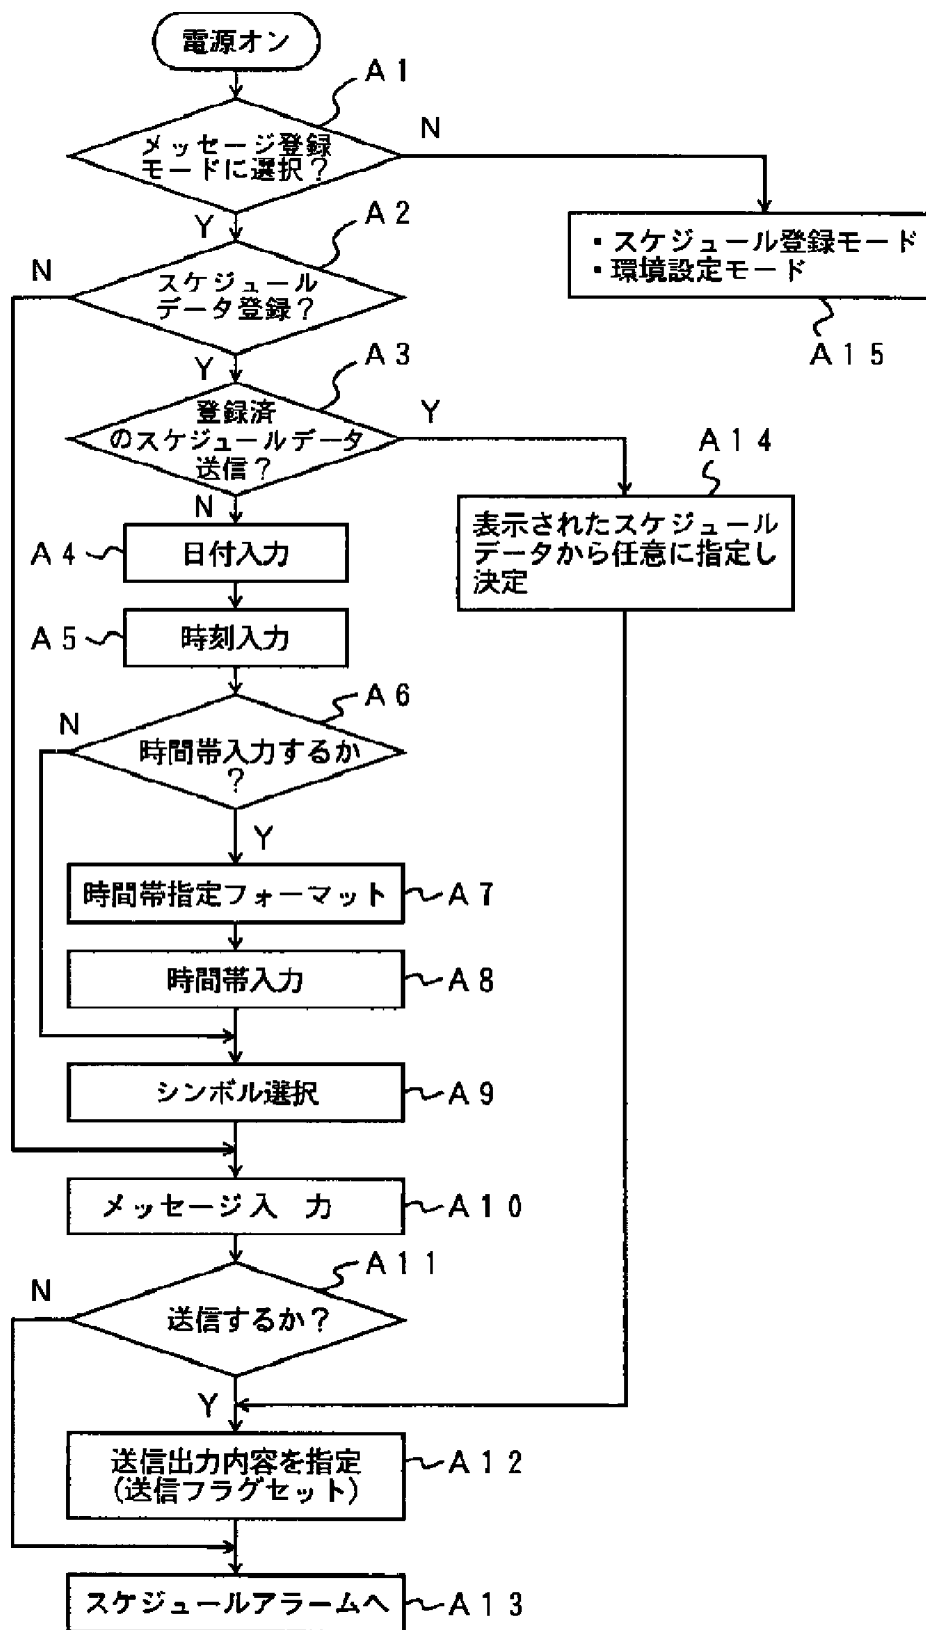 電源オン
A1
メッセージ登録
モードに選択?
N
Y
A2
・スケジュール登録モード
・環境設定モード
A15
N
スケジュール
データ登録?
Y
A3
登録済
のスケジュールデータ
送信?
Y
A14
表示されたスケジュール
データから任意に指定し
決定
N
A4
日付入力
A5
時刻入力
A6
N
時間帯入力するか
?
Y
時間帯指定フォーマット
A7
時間帯入力
A8
シンボル選択
A9
メッセージ入 力
A10
A11
N
送信するか?
Y
送信出力内容を指定
(送信フラグセット)
A12
スケジュールアラームへ
A13